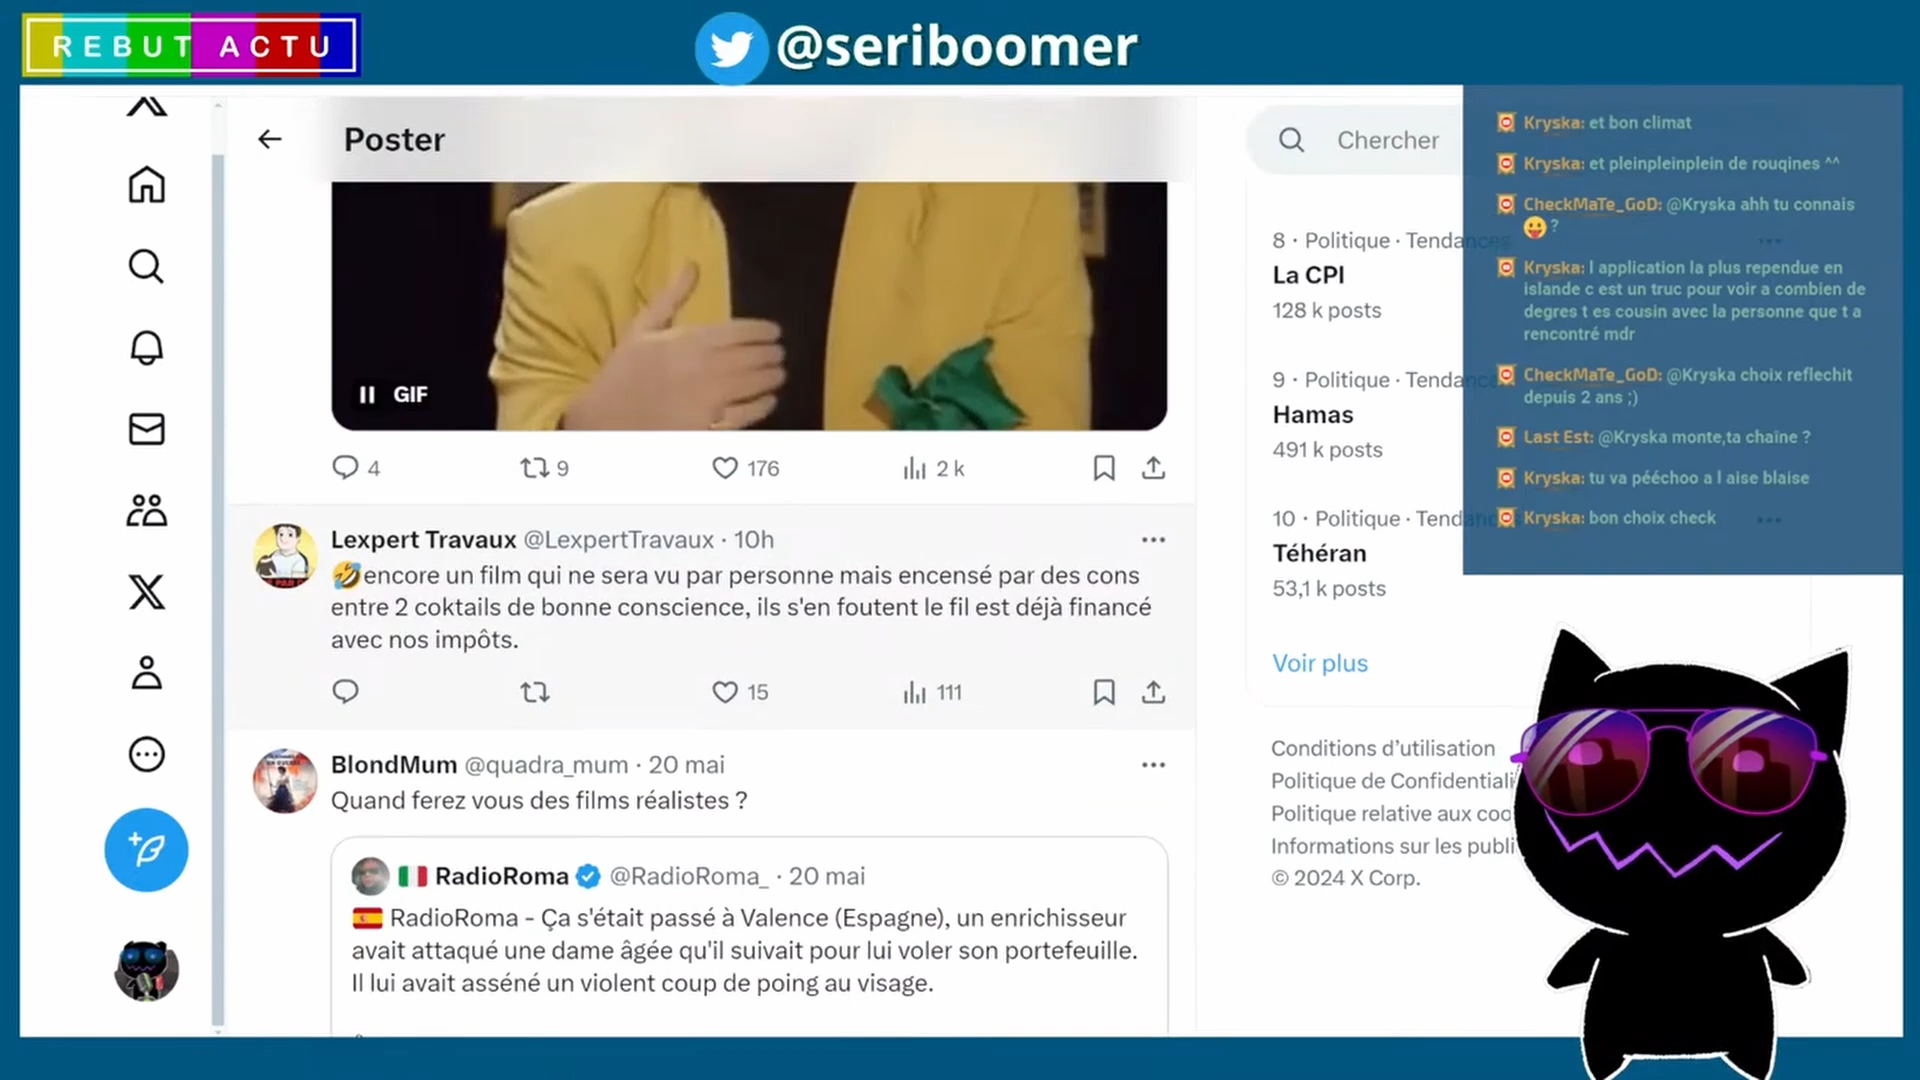 REBUT ACTU
@seriboomer
Poster
GIF
4
9
176
2 k
Lexpert Travaux @LexpertTravaux · 10h
🤣encore un film qui ne sera vu par personne mais encensé par des cons
entre 2 coktails de bonne conscience, ils s'en foutent le fil est déjà financé
avec nos impôts.
15
111
BlondMum @quadra_mum · 20 mai
Quand ferez vous des films réalistes ?
🇮🇹 RadioRoma @RadioRoma_ · 20 mai
🇪🇸 RadioRoma - Ça s'était passé à Valence (Espagne), un enrichisseur
avait attaqué une dame âgée qu'il suivait pour lui voler son portefeuille.
Il lui avait asséné un violent coup de poing au visage.
Chercher
8 · Politique · Tendances
La CPI
128 k posts
9 · Politique · Tendances
Hamas
491 k posts
10 · Politique · Tendances
Téhéran
53,1 k posts
Voir plus
Conditions d'utilisation
Politique de Confidentiali
Politique relative aux coo
Informations sur les publi
© 2024 X Corp.
Kryska: et bon climat
Kryska: et pleinpleinplein de rouqines ^^
CheckMaTe_GoD: @Kryska ahh tu connais
😛 ?
Kryska: l application la plus rependue en
islande c est un truc pour voir a combien de
degres t es cousin avec la personne que t a
rencontré mdr
CheckMaTe_GoD: @Kryska choix reflechit
depuis 2 ans ;)
Last Est: @Kryska monte,ta chaîne ?
Kryska: tu va pééchoo a l aise blaise
Kryska: bon choix check